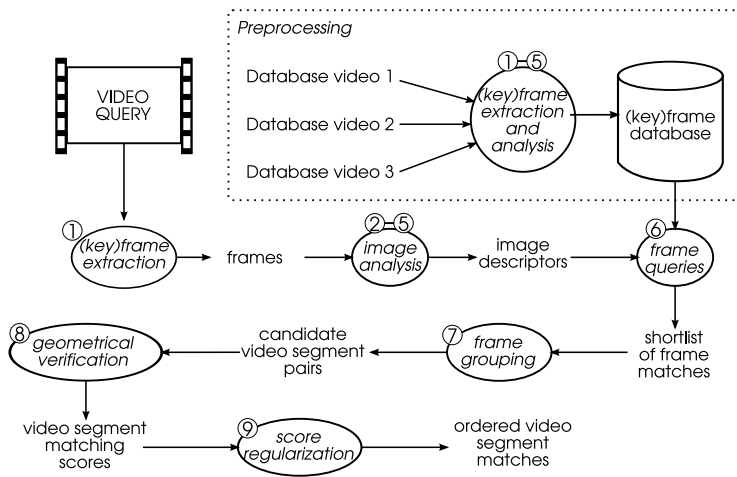 Preprocessing
VIDEO
QUERY
Database video 1
Database video 2
Database video 3
①–⑤
(key)frame
extraction
and
analysis
(key)frame
database
①
(key)frame
extraction
frames
②–⑤
image
analysis
image
descriptors
⑥
frame
queries
shortlist
of frame
matches
⑦
frame
grouping
candidate
video segment
pairs
⑧
geometrical
verification
video segment
matching
scores
⑨
score
regularization
ordered video
segment
matches